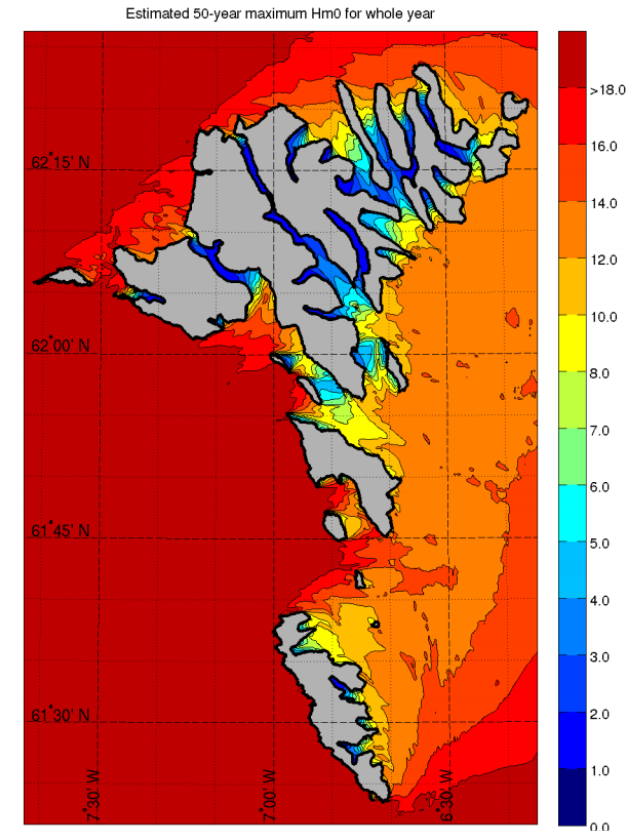 Estimated 50-year maximum Hm0 for whole year
62°15' N
62°00' N
61°45' N
61°30' N
7°30' W
7°00' W
6°30' W
>18.0
16.0
14.0
12.0
10.0
8.0
7.0
6.0
5.0
4.0
3.0
2.0
1.0
0.0